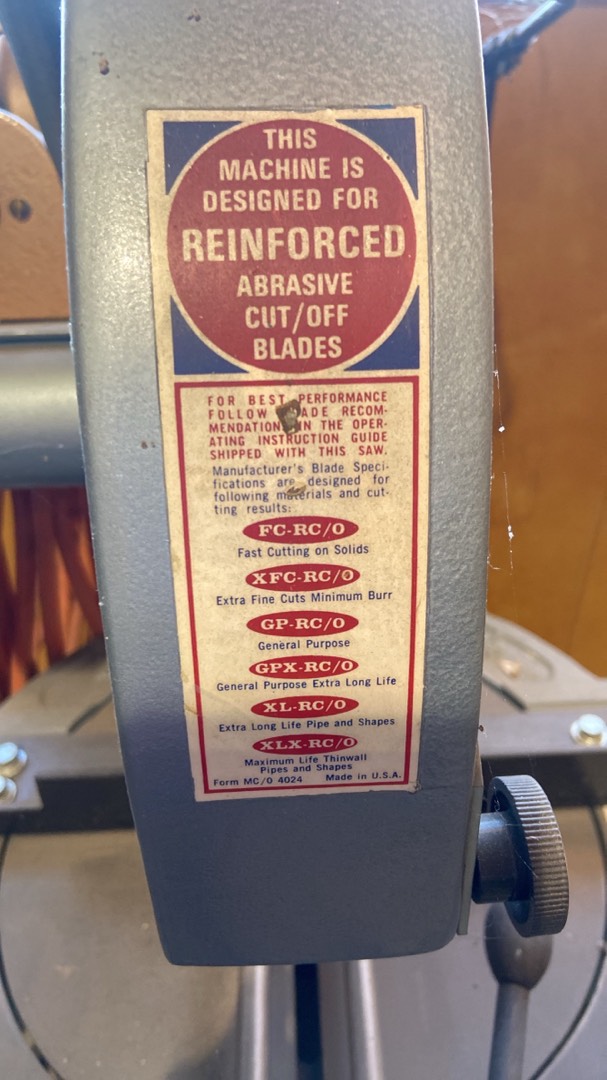 THIS
MACHINE IS
DESIGNED FOR
REINFORCED
ABRASIVE
CUT/OFF
BLADES
FOR BEST PERFORMANCE
FOLLOW ADE RECOM-
MENDATION IN THE OPER-
ATING INSTRUCTION GUIDE
SHIPPED WITH THIS SAW.
Manufacturer's Blade Speci-
fications are designed for
following materials and cut-
ting results:
FC-RC/O
Fast Cutting on Solids
XFC-RC/O
Extra Fine Cuts Minimum Burr
GP-RC/O
General Purpose
GPX-RC/O
General Purpose Extra Long Life
XL-RC/O
Extra Long Life Pipe and Shapes
XLX-RC/O
Maximum Life Thinwall
Pipes and Shapes
Form MC/O 4024 Made in U.S.A.